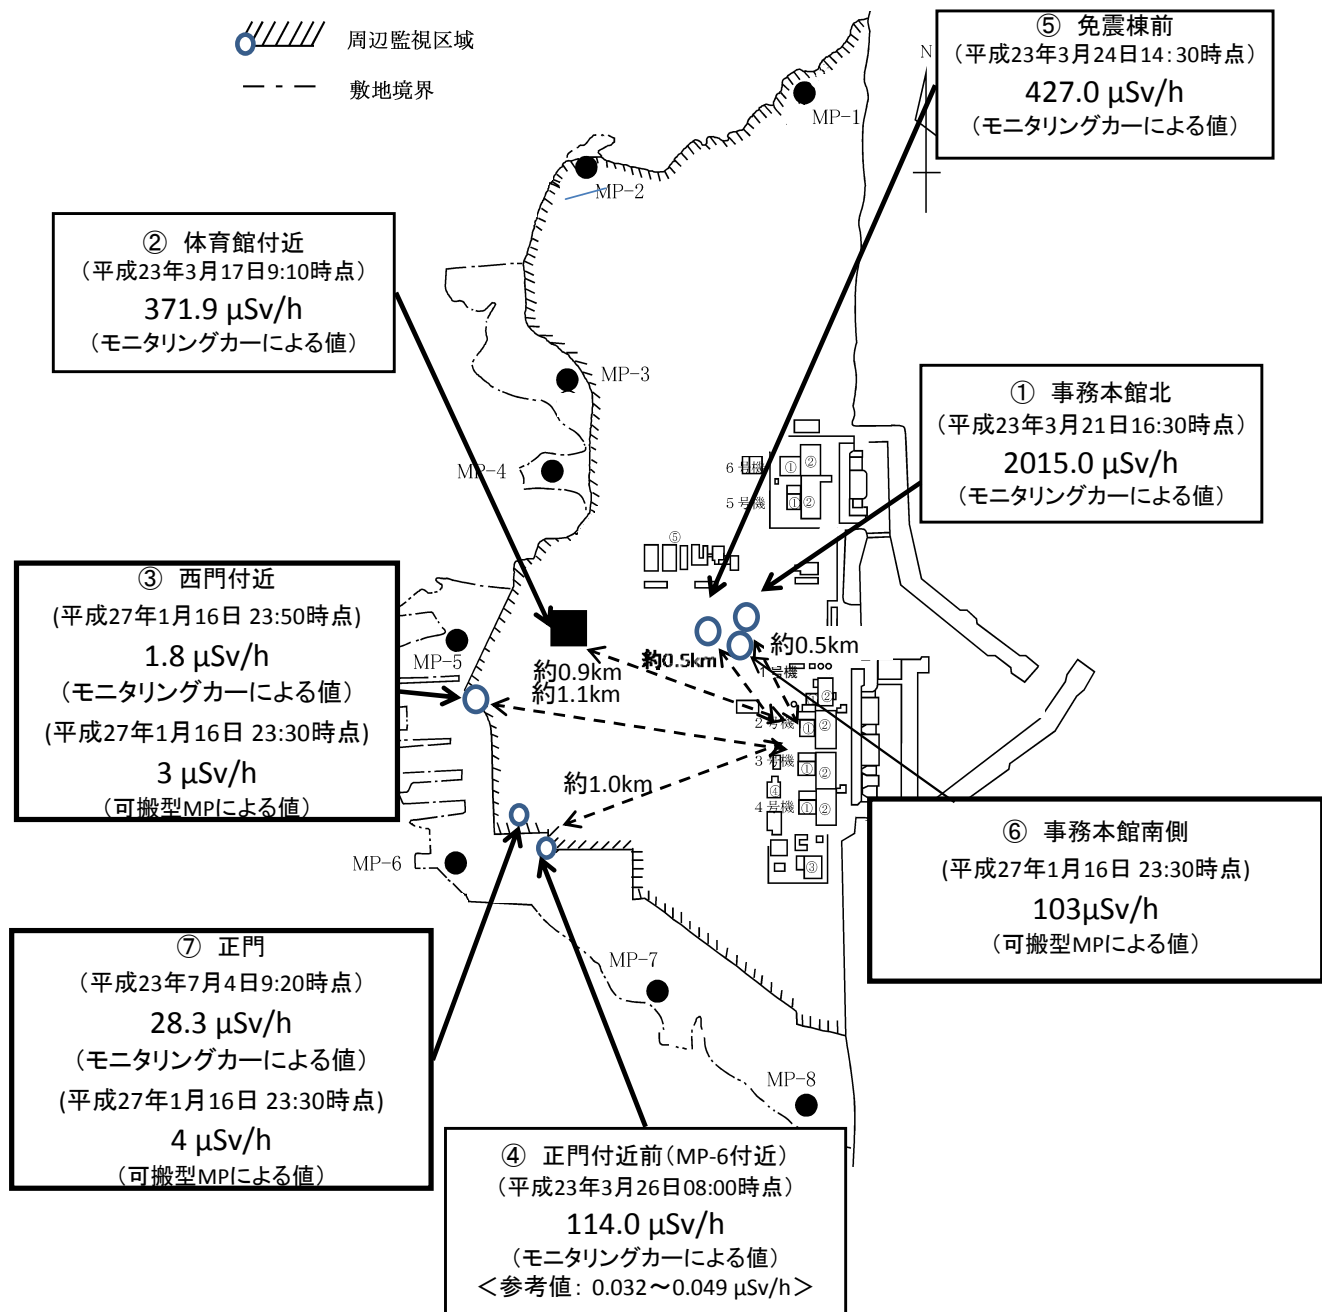 周辺監視区域
敷地境界
⑤ 免震棟前
(平成23年3月24日14:30時点)
427.0 μSv/h
(モニタリングカーによる値)
N
MP-1
MP-2
② 体育館付近
(平成23年3月17日9:10時点)
371.9 μSv/h
(モニタリングカーによる値)
MP-3
① 事務本館北
(平成23年3月21日16:30時点)
2015.0 μSv/h
(モニタリングカーによる値)
MP-4
6号機
① ②
5号機
① ②
⑤
③ 西門付近
(平成27年1月16日 23:50時点)
1.8 μSv/h
(モニタリングカーによる値)
(平成27年1月16日 23:30時点)
3 μSv/h
(可搬型MPによる値)
MP-5
約0.9km
約1.1km
約0.5km
約0.5km
1号機
②
2号機
① ②
3号機
① ②
④
4号機
① ②
③
約1.0km
MP-6
⑥ 事務本館南側
(平成27年1月16日 23:30時点)
103μSv/h
(可搬型MPによる値)
⑦ 正門
(平成23年7月4日9:20時点)
28.3 μSv/h
(モニタリングカーによる値)
(平成27年1月16日 23:30時点)
4 μSv/h
(可搬型MPによる値)
MP-7
MP-8
④ 正門付近前(MP-6付近)
(平成23年3月26日08:00時点)
114.0 μSv/h
(モニタリングカーによる値)
<参考値: 0.032~0.049 μSv/h>